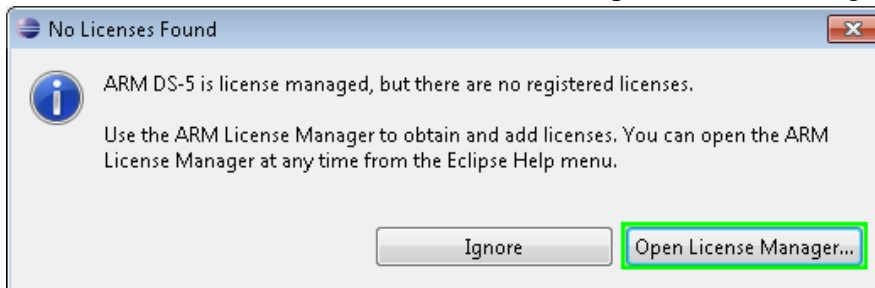 No Licenses Found
ARM DS-5 is license managed, but there are no registered licenses.
Use the ARM License Manager to obtain and add licenses. You can open the ARM
License Manager at any time from the Eclipse Help menu.
Ignore
Open License Manager...